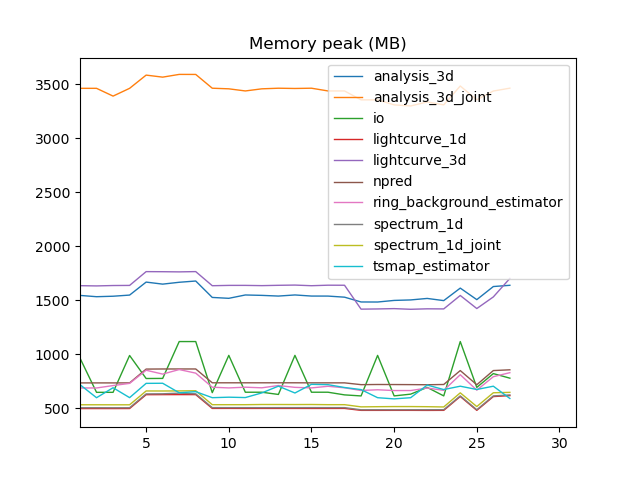 Memory peak (MB)
3500
3000
2500
2000
1500
1000
500
analysis_3d
analysis_3d_joint
io
lightcurve_1d
lightcurve_3d
npred
ring_background_estimator
spectrum_1d
spectrum_1d_joint
tsmap_estimator
5 10 15 20 25 30